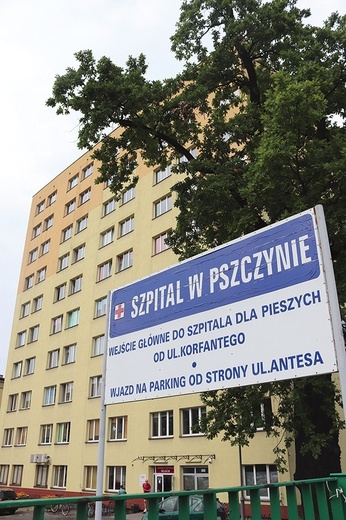 SZPITAL W PSZCZYNIE
WEJŚCIE GŁÓWNE DO SZPITALA DLA PIESZYCH
OD UL.KORFANTEGO
•
WJAZD NA PARKING OD STRONY UL.ANTESA